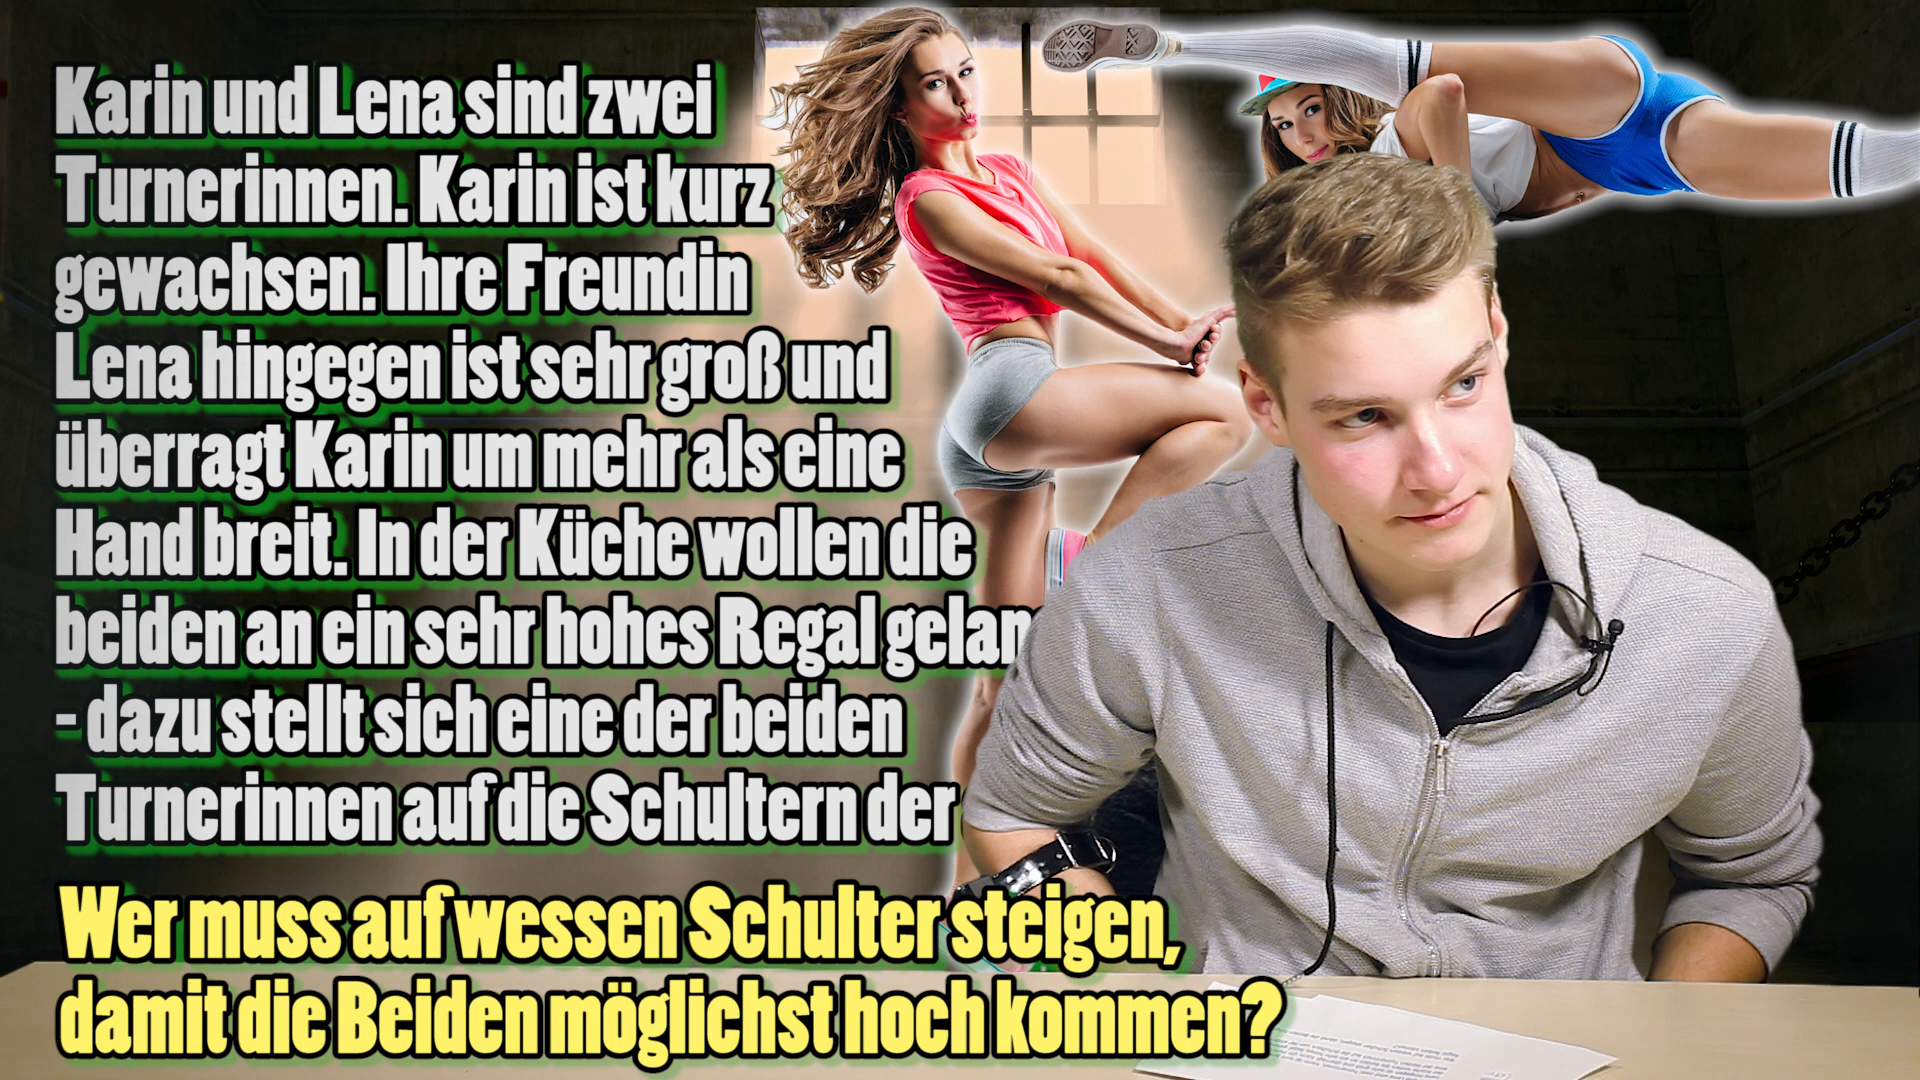 Karin und Lena sind zwei
Turnerinnen. Karin ist kurz
gewachsen. Ihre Freundin
Lena hingegen ist sehr groß und
überragt Karin um mehr als eine
Hand breit. In der Küche wollen die
beiden an ein sehr hohes Regal gelan
- dazu stellt sich eine der beiden
Turnerinnen auf die Schultern der
Wer muss auf wessen Schulter steigen,
damit die Beiden möglichst hoch kommen?